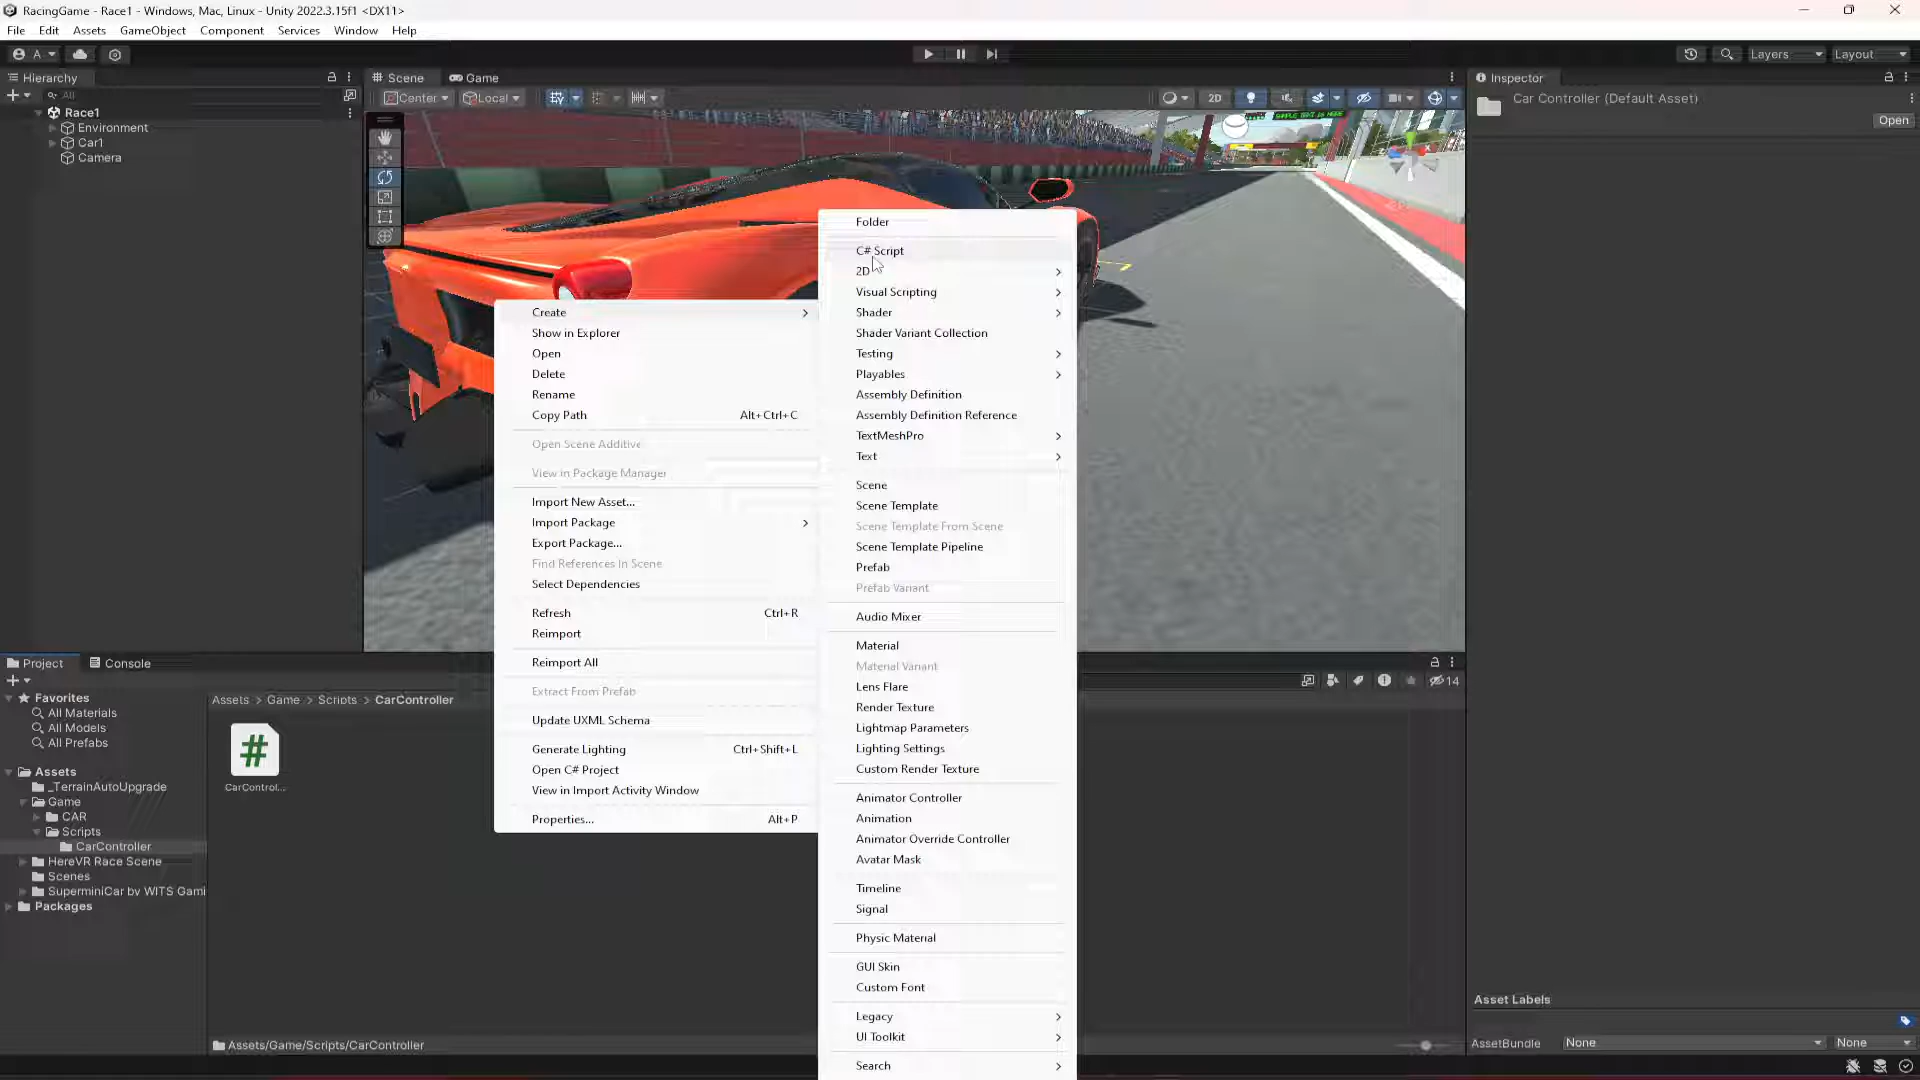 RacingGame - Race1 - Windows, Mac, Linux - Unity 2022.3.15f1 <DX11>
File Edit Assets GameObject Component Services Window Help
A
Layers
Layout
Hierarchy
All
Race1
Environment
Car1
Camera
Scene
Game
Center
Local
2D
Inspector
Car Controller (Default Asset)
Open
Create
Show in Explorer
Open
Delete
Rename
Copy Path Alt+Ctrl+C
Open Scene Additive
View in Package Manager
Import New Asset...
Import Package
Export Package...
Find References In Scene
Select Dependencies
Refresh Ctrl+R
Reimport
Reimport All
Extract From Prefab
Update UXML Schema
Generate Lighting Ctrl+Shift+L
Open C# Project
View in Import Activity Window
Properties... Alt+P
Folder
C# Script
2D
Visual Scripting
Shader
Shader Variant Collection
Testing
Playables
Assembly Definition
Assembly Definition Reference
TextMeshPro
Text
Scene
Scene Template
Scene Template From Scene
Scene Template Pipeline
Prefab
Prefab Variant
Audio Mixer
Material
Material Variant
Lens Flare
Render Texture
Lightmap Parameters
Lighting Settings
Custom Render Texture
Animator Controller
Animation
Animator Override Controller
Avatar Mask
Timeline
Signal
Physic Material
GUI Skin
Custom Font
Legacy
UI Toolkit
Search
Project
Console
14
Favorites
All Materials
All Models
All Prefabs
Assets
_TerrainAutoUpgrade
Game
CAR
Scripts
CarController
HereVR Race Scene
Scenes
SuperminiCar by WITS Gami
Packages
Assets > Game > Scripts > CarController
#
CarControl...
Assets/Game/Scripts/CarController
Asset Labels
AssetBundle None None